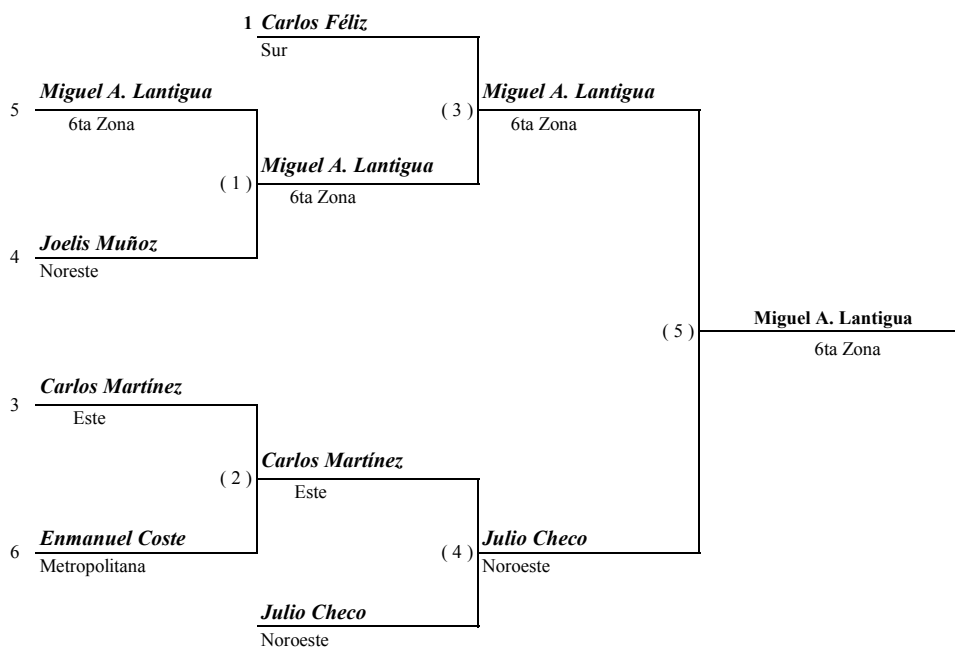 1 Carlos Féliz
Sur
Miguel A. Lantigua
5
6ta Zona
Miguel A. Lantigua
( 3 )
6ta Zona
Miguel A. Lantigua
( 1 )
6ta Zona
Joelis Muñoz
4
Noreste
Miguel A. Lantigua
( 5 )
6ta Zona
Carlos Martínez
3
Este
Carlos Martínez
( 2 )
Este
Enmanuel Coste
6
Metropolitana
Julio Checo
( 4 )
Noroeste
Julio Checo
Noroeste